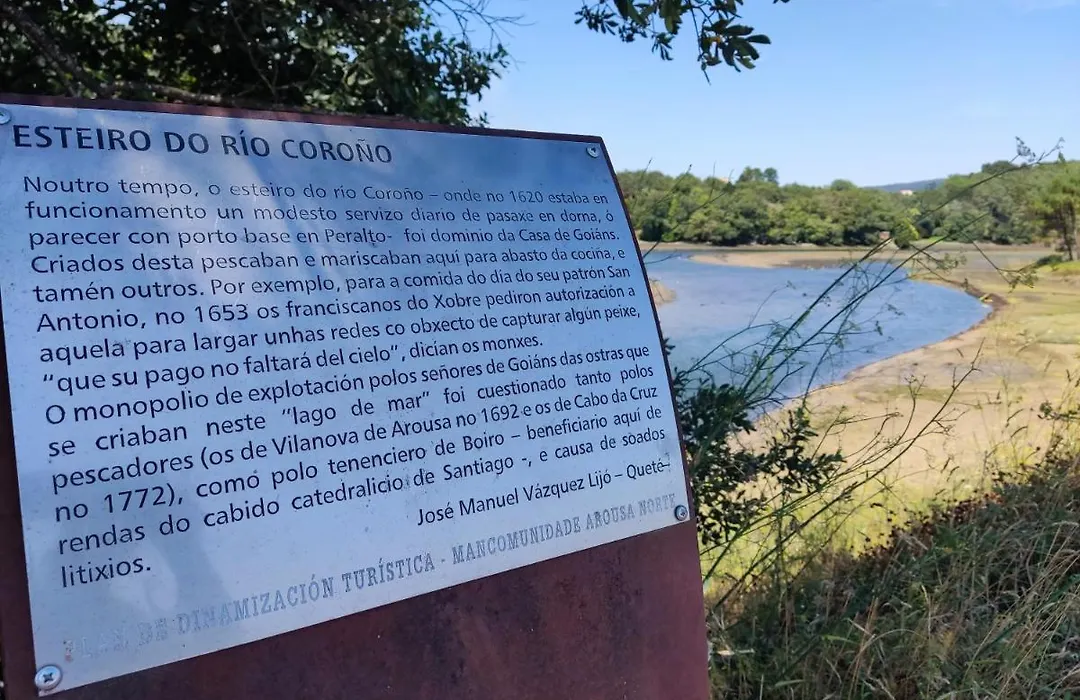 ESTEIRO DO RÍO COROÑO
Noutro tempo, o esteiro do río Coroño – onde no 1620 estaba en
funcionamento un modesto servizo diario de pasaxe en dorna, ó
parecer con porto base en Peralto- foi dominio da Casa de Goiáns.
Criados desta pescaban e mariscaban aquí para abasto da cociña, e
tamén outros. Por exemplo, para a comida do día do seu patrón San
Antonio, no 1653 os franciscanos do Xobre pediron autorización a
aquela para largar unhas redes co obxecto de capturar algún peixe,
“que su pago no faltará del cielo”, dicían os monxes.
O monopolio de explotación polos señores de Goiáns das ostras que
se criaban neste “lago de mar” foi cuestionado tanto polos
pescadores (os de Vilanova de Arousa no 1692 e os de Cabo da Cruz
no 1772), como polo tenenciero de Boiro – beneficiario aquí de
rendas do cabido catedralicio de Santiago -, e causa de soados
litixios.
José Manuel Vázquez Lijó – Queté–
PLAN DE DINAMIZACIÓN TURÍSTICA - MANCOMUNIDADE AROUSA NORTE